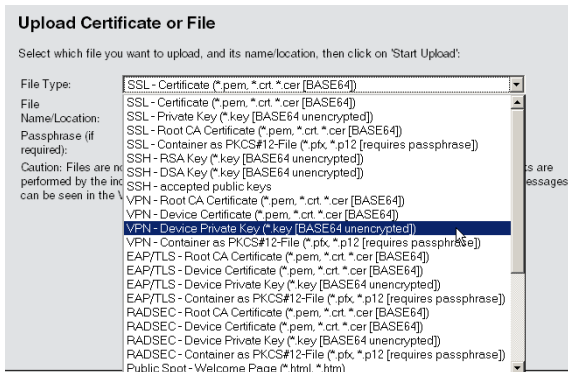 Upload Certificate or File
Select which file you want to upload, and its name/location, then click on 'Start Upload':
File Type:
SSL - Certificate (*.pem, *.crt. *.cer [BASE64])
File
Name/Location:
Passphrase (if
required):
Caution: Files are no
performed by the inc
can be seen in the V
ks are
essages
SSL - Certificate (*.pem, *.crt. *.cer [BASE64])
SSL - Private Key (*.key [BASE64 unencrypted])
SSL - Root CA Certificate (*.pem, *.crt. *.cer [BASE64])
SSL - Container as PKCS#12-File (*.pfx, *.p12 [requires passphrase])
SSH - RSA Key (*.key [BASE64 unencrypted])
SSH - DSA Key (*.key [BASE64 unencrypted])
SSH - accepted public keys
VPN - Root CA Certificate (*.pem, *.crt. *.cer [BASE64])
VPN - Device Certificate (*.pem, *.crt. *.cer [BASE64])
VPN - Device Private Key (*.key [BASE64 unencrypted])
VPN - Container as PKCS#12-File (*.pfx, *.p12 [requires passphrase])
EAP/TLS - Root CA Certificate (*.pem, *.crt. *.cer [BASE64])
EAP/TLS - Device Certificate (*.pem, *.crt. *.cer [BASE64])
EAP/TLS - Device Private Key (*.key [BASE64 unencrypted])
EAP/TLS - Container as PKCS#12-File (*.pfx, *.p12 [requires passphrase])
RADSEC - Root CA Certificate (*.pem, *.crt. *.cer [BASE64])
RADSEC - Device Certificate (*.pem, *.crt. *.cer [BASE64])
RADSEC - Device Private Key (*.key [BASE64 unencrypted])
RADSEC - Container as PKCS#12-File (*.pfx, *.p12 [requires passphrase])
Public Spot - Welcome Page (*.html, *.htm)